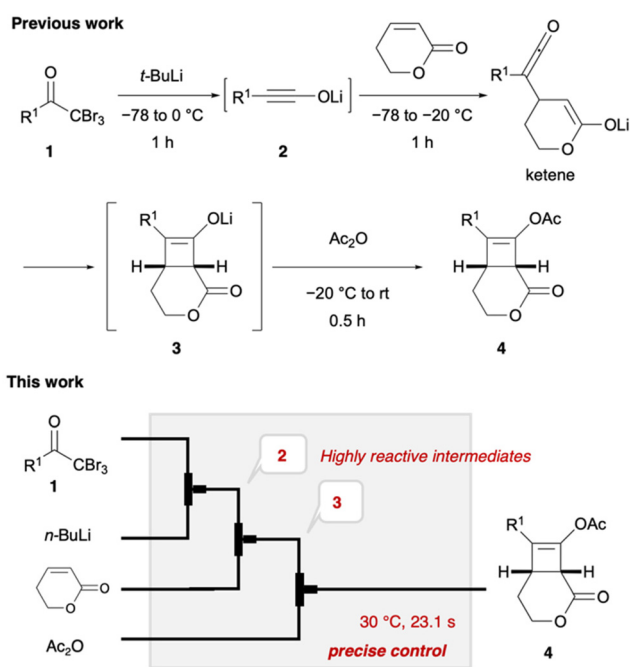 Previous work
O
R¹
CBr₃
1
t-BuLi
−78 to 0 °C
1 h
R¹
OLi
2
O
O
−78 to −20 °C
1 h
O
R¹
OLi
O
ketene
R¹
OLi
H
H
O
O
3
Ac₂O
−20 °C to rt
0.5 h
R¹
OAc
H
H
O
O
4
This work
O
R¹
CBr₃
1
n-BuLi
O
O
Ac₂O
2
Highly reactive intermediates
3
30 °C, 23.1 s
precise control
R¹
OAc
H
H
O
O
4